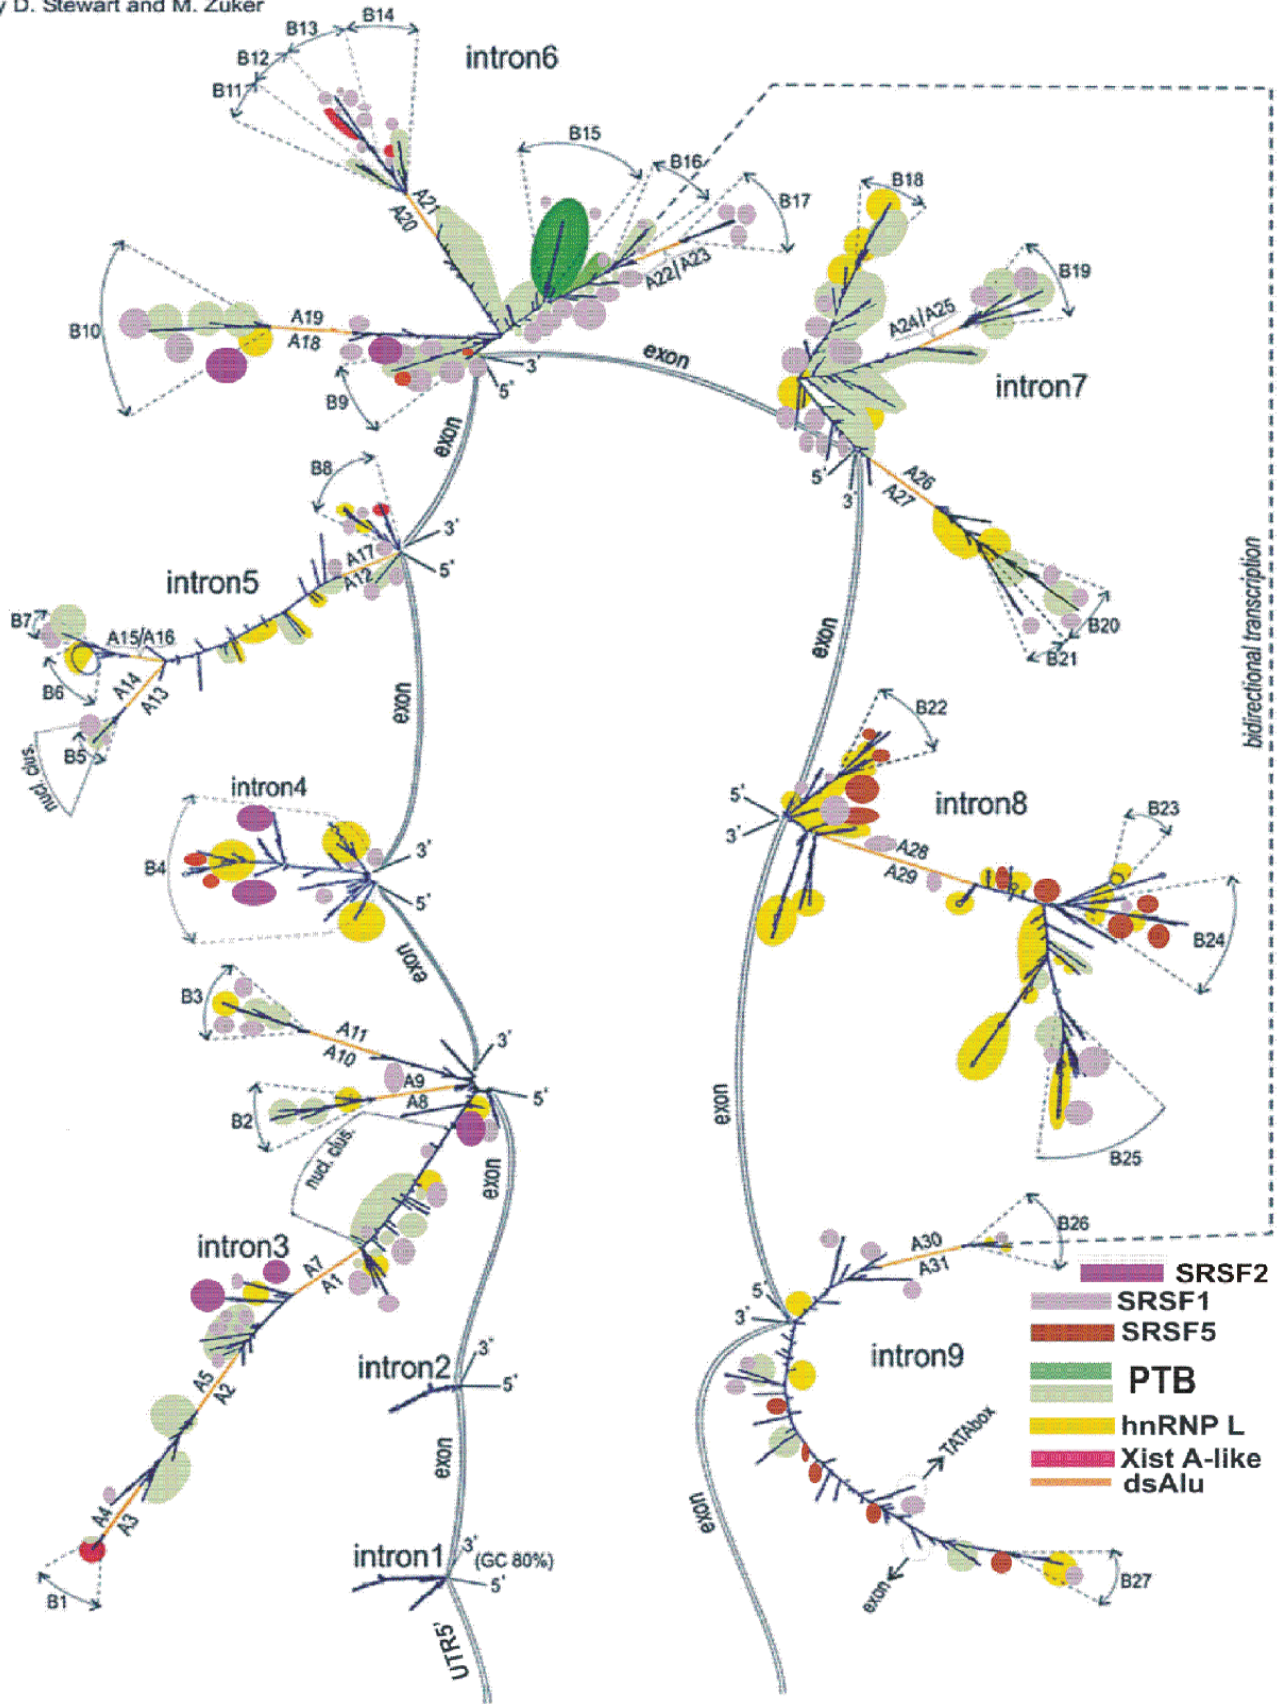 y D. Stewart and M. Zuker
B14
B13
B12
B11
intron6
B15
B16
B17
B18
B19
A21
A20
A22/A23
A24/A25
B10
A19
A18
exon
3'
5'
B9
intron7
exon
5'
3'
A26
A27
B8
3'
5'
A17
A12
intron5
B7
A15/A16
B6
A14
A13
B5
nucl. clus.
exon
exon
B20
B21
bidirectional transcription
B22
5'
3'
intron8
B23
A28
A29
B24
B25
intron4
B4
3'
5'
exon
B3
A11
A10
3'
A9
A8
5'
B2
nucl. clus.
exon
exon
intron3
A7
A1
A5
A2
A4
A3
B1
B26
A30
A31
5'
3'
intron9
SRSF2
SRSF1
SRSF5
PTB
hnRNP L
Xist A-like
dsAlu
intron2
3'
5'
exon
intron1
3'
(GC 80%)
5'
UTR5'
exon
TATAbox
exon
B27